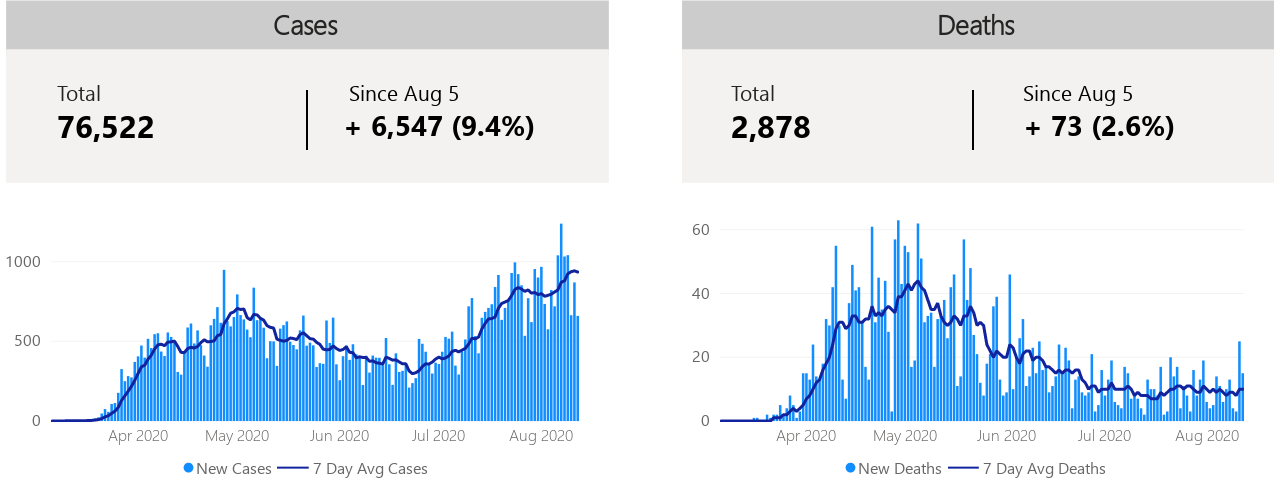 Cases
Total
76,522
Since Aug 5
+ 6,547 (9.4%)
1000
500
0
Apr 2020 May 2020 Jun 2020 Jul 2020 Aug 2020
New Cases 7 Day Avg Cases
Deaths
Total
2,878
Since Aug 5
+ 73 (2.6%)
60
40
20
0
Apr 2020 May 2020 Jun 2020 Jul 2020 Aug 2020
New Deaths 7 Day Avg Deaths